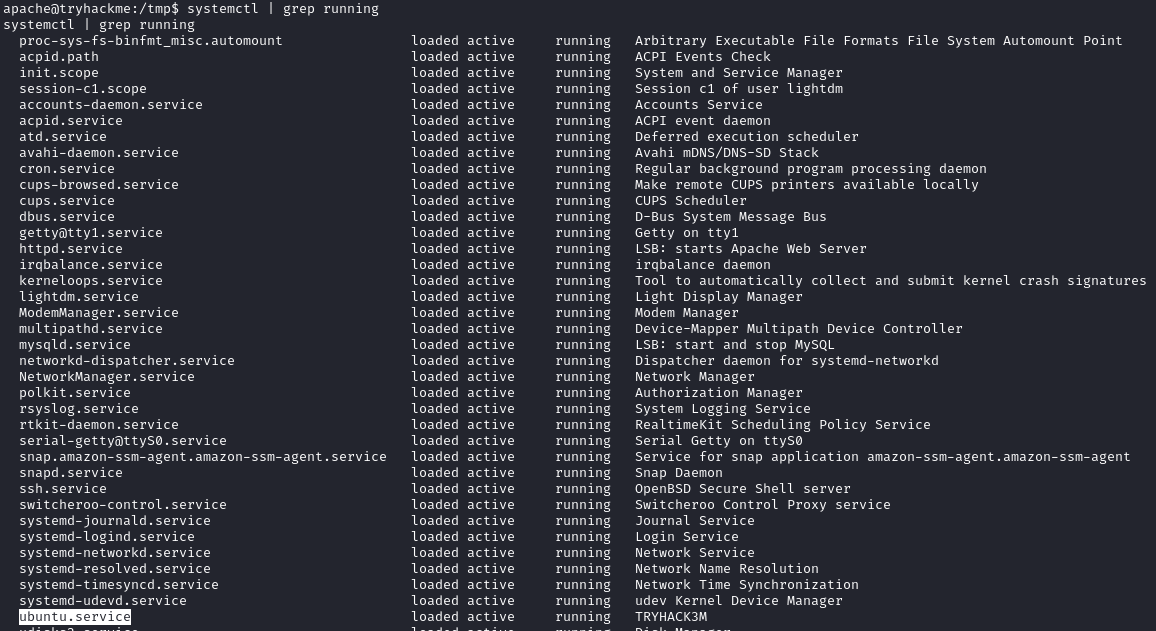 apache@tryhackme:/tmp$ systemctl | grep running
systemctl | grep running
proc-sys-fs-binfmt_misc.automount loaded active running Arbitrary Executable File Formats File System Automount Point
acpid.path loaded active running ACPI Events Check
init.scope loaded active running System and Service Manager
session-c1.scope loaded active running Session c1 of user lightdm
accounts-daemon.service loaded active running Accounts Service
acpid.service loaded active running ACPI event daemon
atd.service loaded active running Deferred execution scheduler
avahi-daemon.service loaded active running Avahi mDNS/DNS-SD Stack
cron.service loaded active running Regular background program processing daemon
cups-browsed.service loaded active running Make remote CUPS printers available locally
cups.service loaded active running CUPS Scheduler
dbus.service loaded active running D-Bus System Message Bus
getty@tty1.service loaded active running Getty on tty1
httpd.service loaded active running LSB: starts Apache Web Server
irqbalance.service loaded active running irqbalance daemon
kerneloops.service loaded active running Tool to automatically collect and submit kernel crash signatures
lightdm.service loaded active running Light Display Manager
ModemManager.service loaded active running Modem Manager
multipathd.service loaded active running Device-Mapper Multipath Device Controller
mysqld.service loaded active running LSB: start and stop MySQL
networkd-dispatcher.service loaded active running Dispatcher daemon for systemd-networkd
NetworkManager.service loaded active running Network Manager
polkit.service loaded active running Authorization Manager
rsyslog.service loaded active running System Logging Service
rtkit-daemon.service loaded active running RealtimeKit Scheduling Policy Service
serial-getty@ttyS0.service loaded active running Serial Getty on ttyS0
snap.amazon-ssm-agent.amazon-ssm-agent.service loaded active running Service for snap application amazon-ssm-agent.amazon-ssm-agent
snapd.service loaded active running Snap Daemon
ssh.service loaded active running OpenBSD Secure Shell server
switcheroo-control.service loaded active running Switcheroo Control Proxy service
systemd-journald.service loaded active running Journal Service
systemd-logind.service loaded active running Login Service
systemd-networkd.service loaded active running Network Service
systemd-resolved.service loaded active running Network Name Resolution
systemd-timesyncd.service loaded active running Network Time Synchronization
systemd-udevd.service loaded active running udev Kernel Device Manager
ubuntu.service loaded active running TRYHACK3M